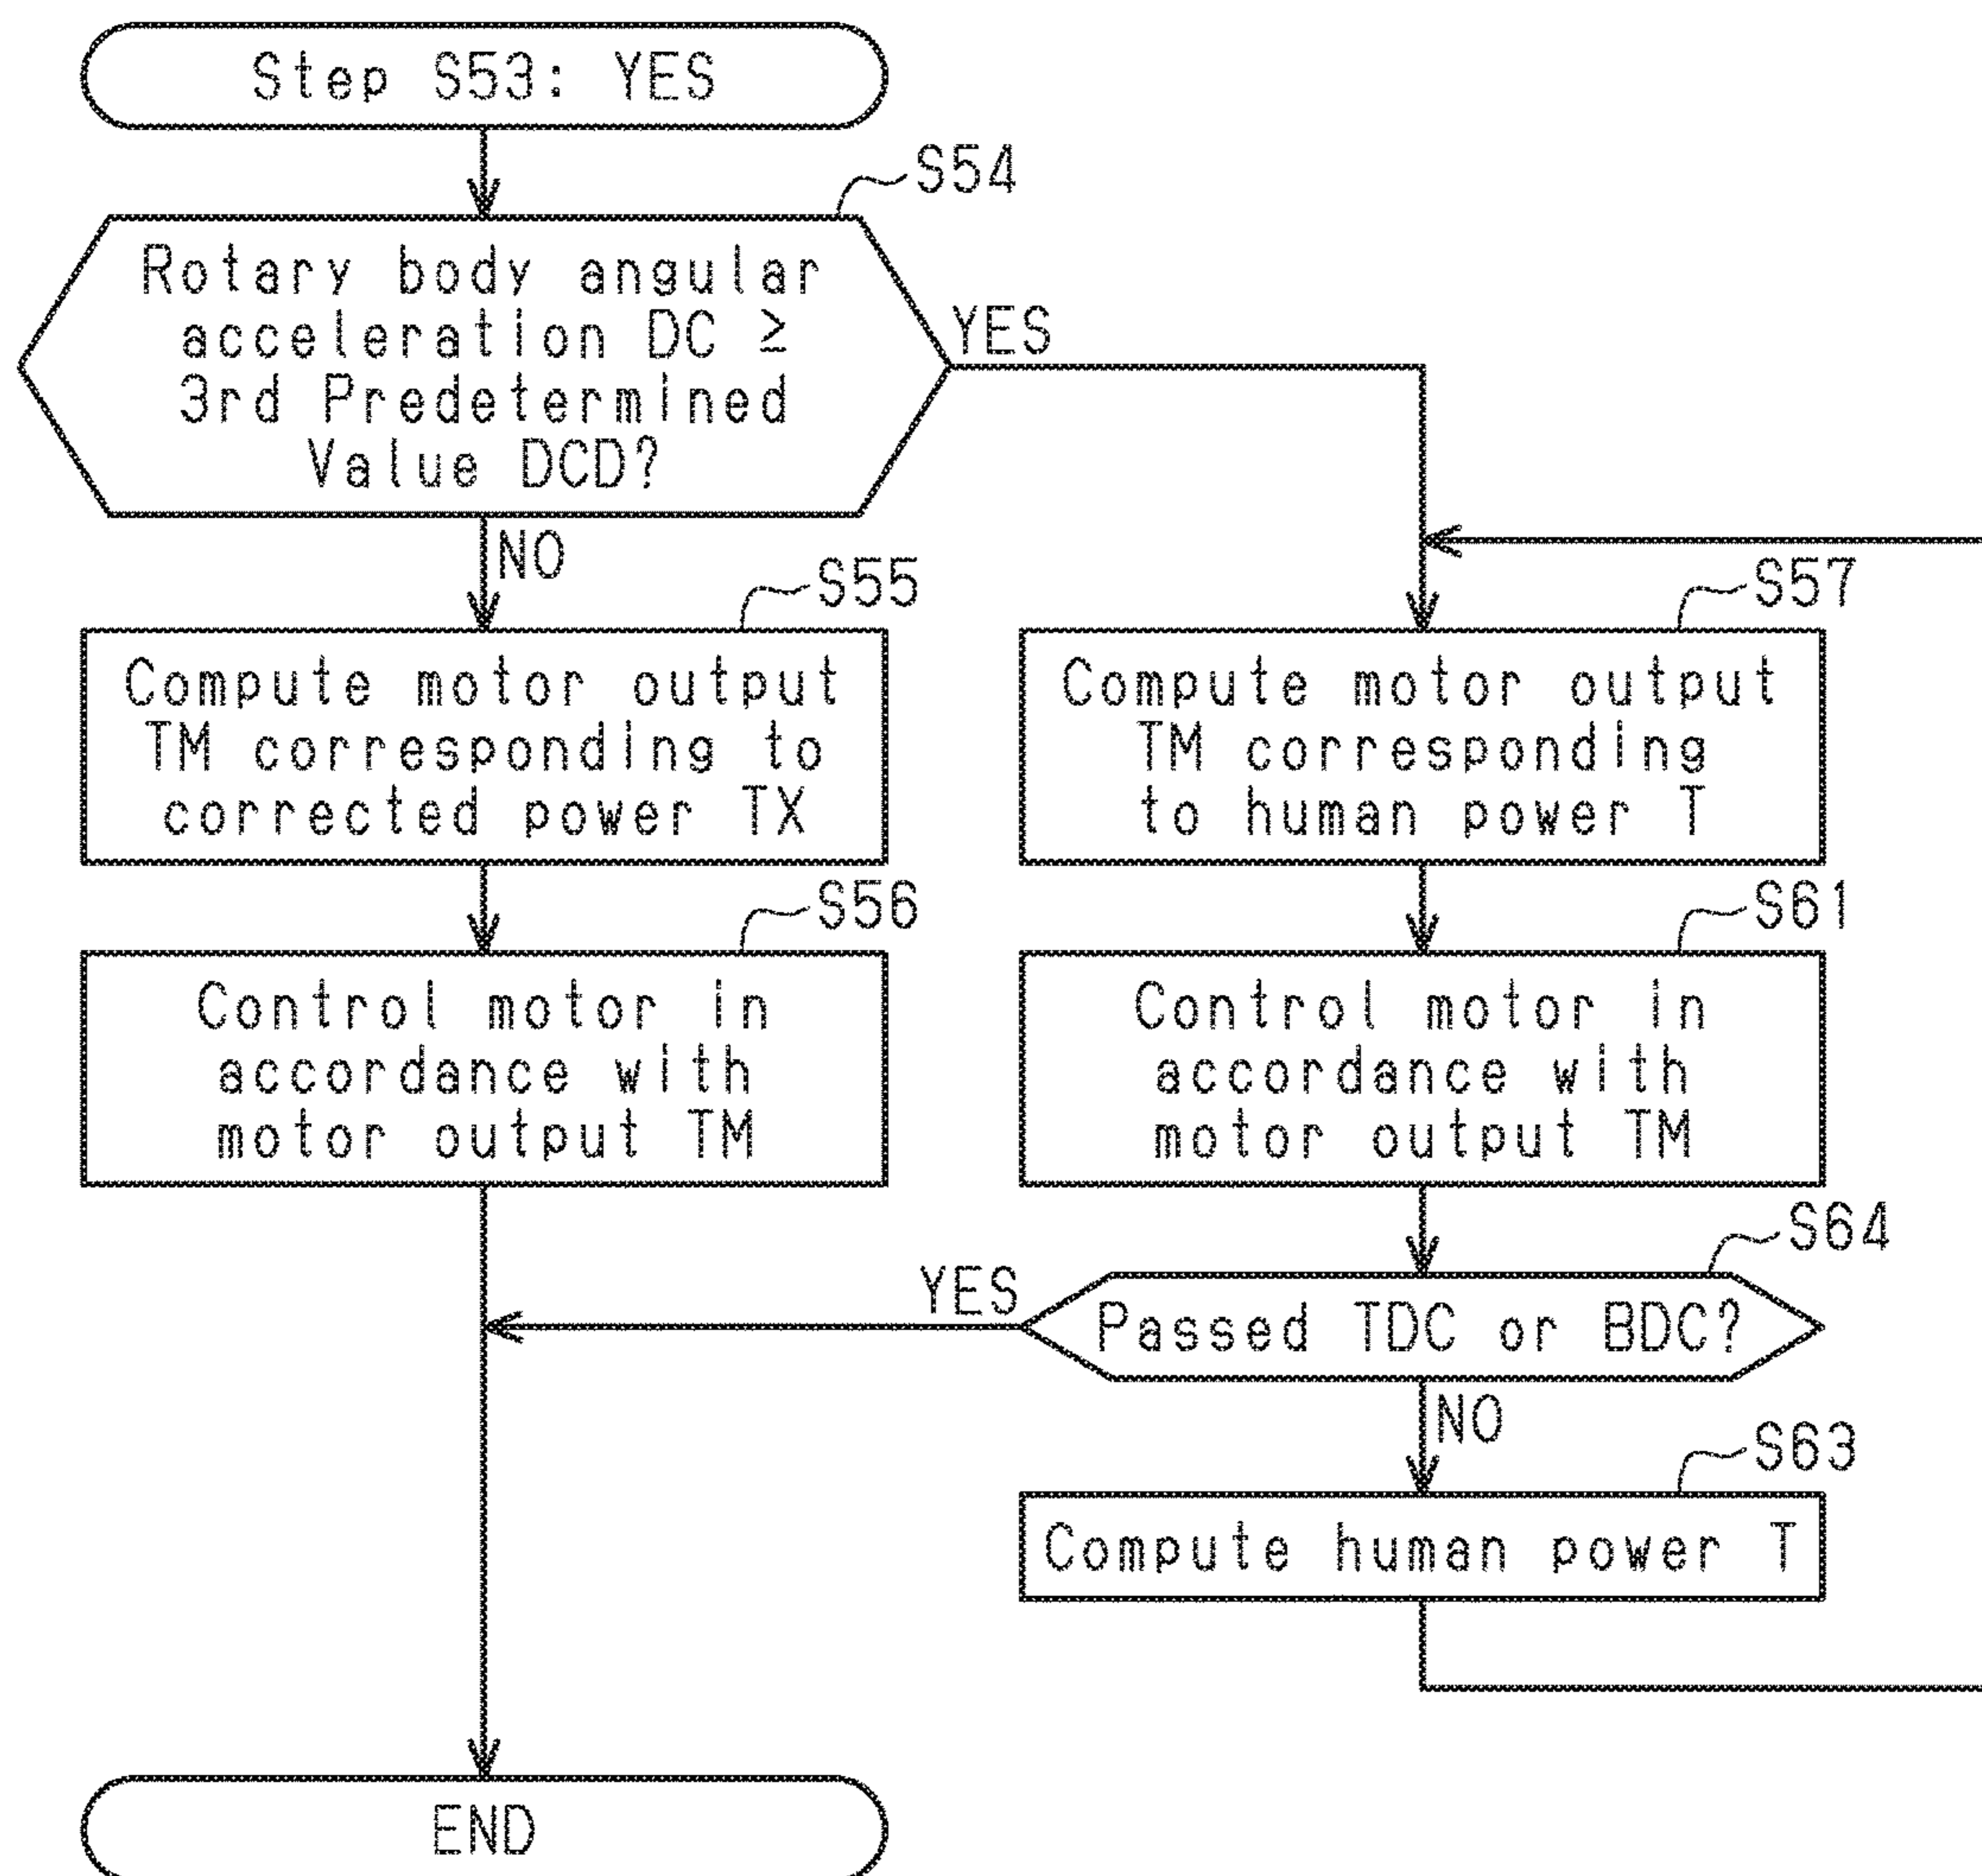 Step S53: YES
S54
Rotary body angular
acceleration DC ≥
3rd Predetermined
Value DCD?
YES
NO
S55
Compute motor output
TM corresponding to
corrected power TX
S56
Control motor in
accordance with
motor output TM
S57
Compute motor output
TM corresponding
to human power T
S61
Control motor in
accordance with
motor output TM
S64
Passed TDC or BDC?
YES
NO
S63
Compute human power T
END